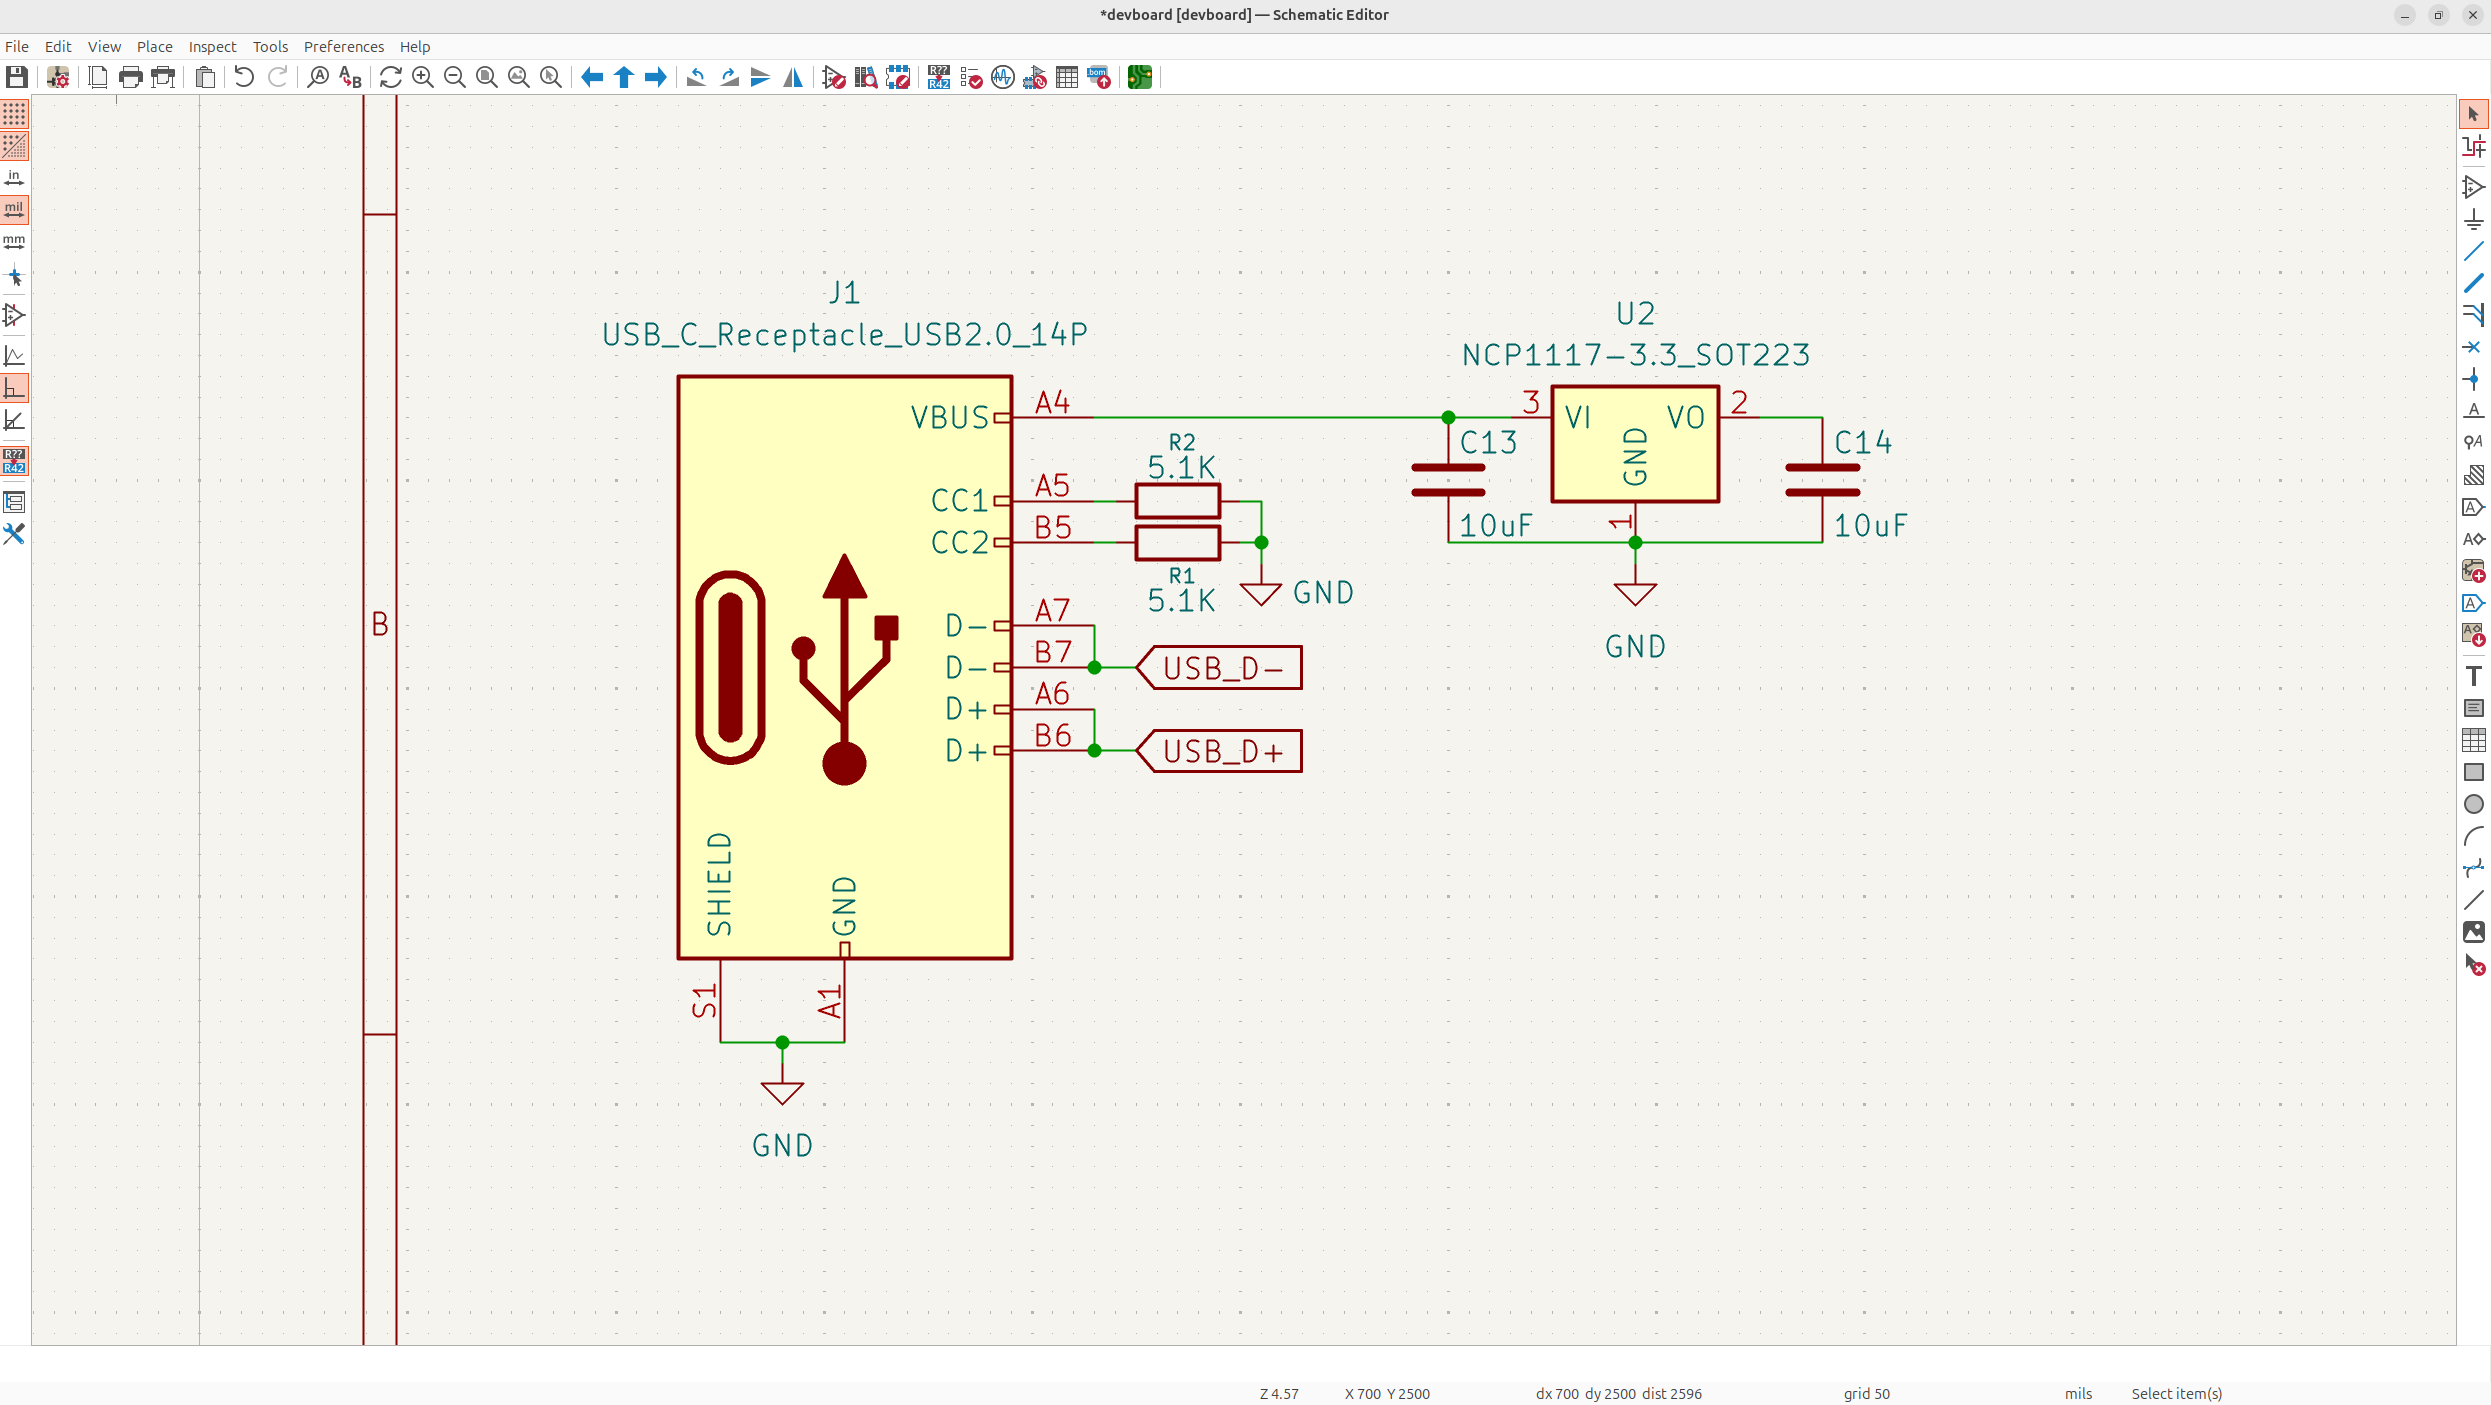 *devboard [devboard] — Schematic Editor
File Edit View Place Inspect Tools Preferences Help
A
A B
R??
R42
bom
in
mil
mm
R??
R42
B
J1
USB_C_Receptacle_USB2.0_14P
VBUS A4
CC1 A5
CC2 B5
D- A7
D- B7
D+ A6
D+ B6
SHIELD
GND
S1
A1
GND
R2
5.1K
R1
5.1K
GND
USB_D-
USB_D+
U2
NCP1117-3.3_SOT223
3 VI VO 2
GND
1
C13
10uF
C14
10uF
GND
A
A
A
A
A
A
T
Z 4.57 X 700 Y 2500 dx 700 dy 2500 dist 2596 grid 50 mils Select item(s)